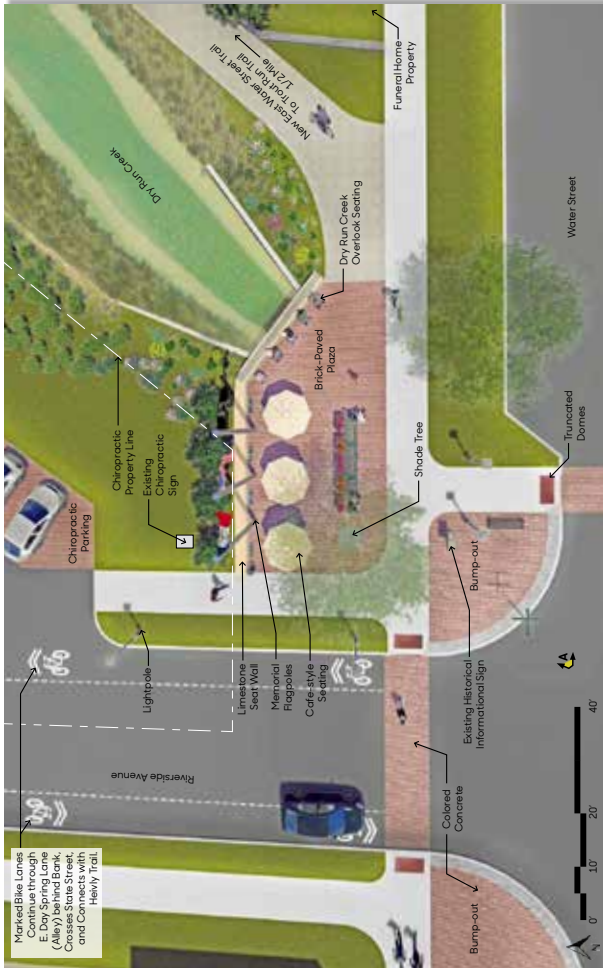 Marked Bike Lanes
Continue through
E. Day Spring Lane
(Alley) behind Bank,
Crosses State Street,
and Connects with
Heivly Trail.
Riverside Avenue
Lightpole
Chiropractic
Parking
Chiropractic
Property Line
Existing
Chiropractic
Sign
Dry Run Creek
New East Water Street Trail
To Trout Run Trail
1/2 Mile
Funeral Home
Property
Limestone
Seat Wall
Memorial
Flagpoles
Cafe-style
Seating
Brick-Paved
Plaza
Dry Run Creek
Overlook Seating
Shade Tree
Water Street
Truncated
Domes
Bump-out
Existing Historical
Informational Sign
Colored
Concrete
Bump-out
A
N
0'
10'
20'
40'